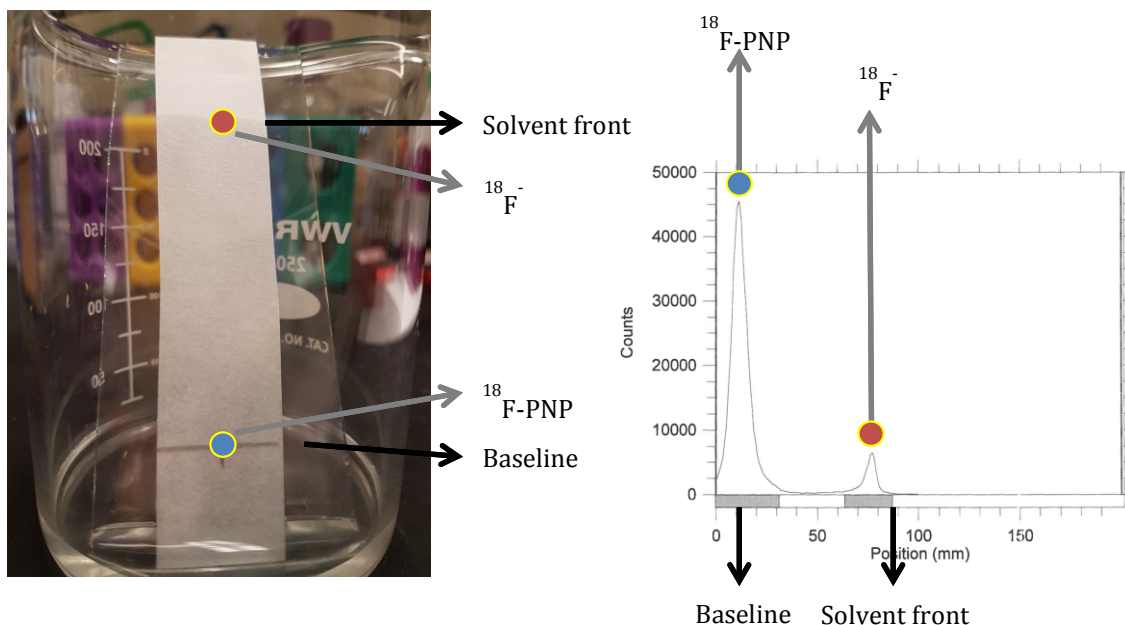 200
150
100
50
VWR
250
CAT. NO.
Solvent front
18F-
18F-PNP
Baseline
18F-PNP
18F-
50000
40000
30000
20000
10000
0
Counts
0 50 100 150
Position (mm)
Baseline Solvent front